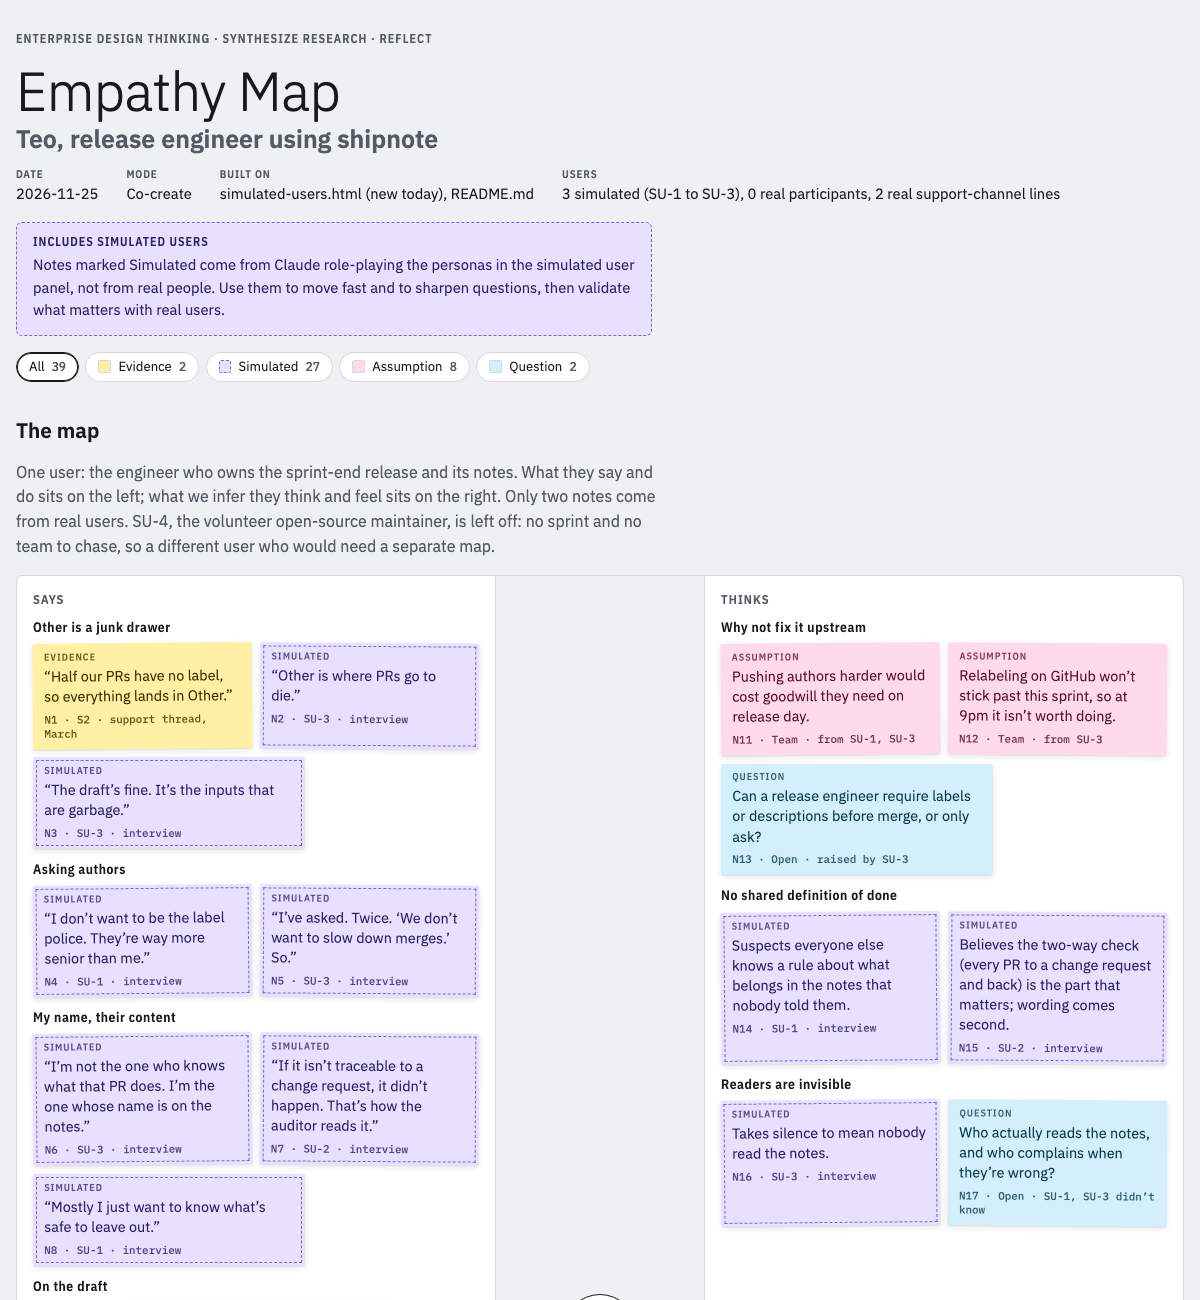 ENTERPRISE DESIGN THINKING · SYNTHESIZE RESEARCH · REFLECT
Empathy Map
Teo, release engineer using shipnote
DATE
2026-11-25
MODE
Co-create
BUILT ON
simulated-users.html (new today), README.md
USERS
3 simulated (SU-1 to SU-3), 0 real participants, 2 real support-channel lines
INCLUDES SIMULATED USERS
Notes marked Simulated come from Claude role-playing the personas in the simulated user
panel, not from real people. Use them to move fast and to sharpen questions, then validate
what matters with real users.
All 39
Evidence 2
Simulated 27
Assumption 8
Question 2
The map
One user: the engineer who owns the sprint-end release and its notes. What they say and
do sits on the left; what we infer they think and feel sits on the right. Only two notes come
from real users. SU-4, the volunteer open-source maintainer, is left off: no sprint and no
team to chase, so a different user who would need a separate map.
SAYS
Other is a junk drawer
EVIDENCE
“Half our PRs have no label,
so everything lands in Other.”
N1 · S2 · support thread,
March
SIMULATED
“Other is where PRs go to
die.”
N2 · SU-3 · interview
SIMULATED
“The draft’s fine. It’s the inputs that
are garbage.”
N3 · SU-3 · interview
Asking authors
SIMULATED
“I don’t want to be the label
police. They’re way more
senior than me.”
N4 · SU-1 · interview
SIMULATED
“I’ve asked. Twice. ‘We don’t
want to slow down merges.’
So.”
N5 · SU-3 · interview
My name, their content
SIMULATED
“I’m not the one who knows
what that PR does. I’m the
one whose name is on the
notes.”
N6 · SU-3 · interview
SIMULATED
“If it isn’t traceable to a
change request, it didn’t
happen. That’s how the
auditor reads it.”
N7 · SU-2 · interview
SIMULATED
“Mostly I just want to know what’s
safe to leave out.”
N8 · SU-1 · interview
On the draft
THINKS
Why not fix it upstream
ASSUMPTION
Pushing authors harder would
cost goodwill they need on
release day.
N11 · Team · from SU-1, SU-3
ASSUMPTION
Relabeling on GitHub won’t
stick past this sprint, so at
9pm it isn’t worth doing.
N12 · Team · from SU-3
QUESTION
Can a release engineer require labels
or descriptions before merge, or only
ask?
N13 · Open · raised by SU-3
No shared definition of done
SIMULATED
Suspects everyone else
knows a rule about what
belongs in the notes that
nobody told them.
N14 · SU-1 · interview
SIMULATED
Believes the two-way check
(every PR to a change request
and back) is the part that
matters; wording comes
second.
N15 · SU-2 · interview
Readers are invisible
SIMULATED
Takes silence to mean nobody
read the notes.
N16 · SU-3 · interview
QUESTION
Who actually reads the notes,
and who complains when
they’re wrong?
N17 · Open · SU-1, SU-3 didn’t
know